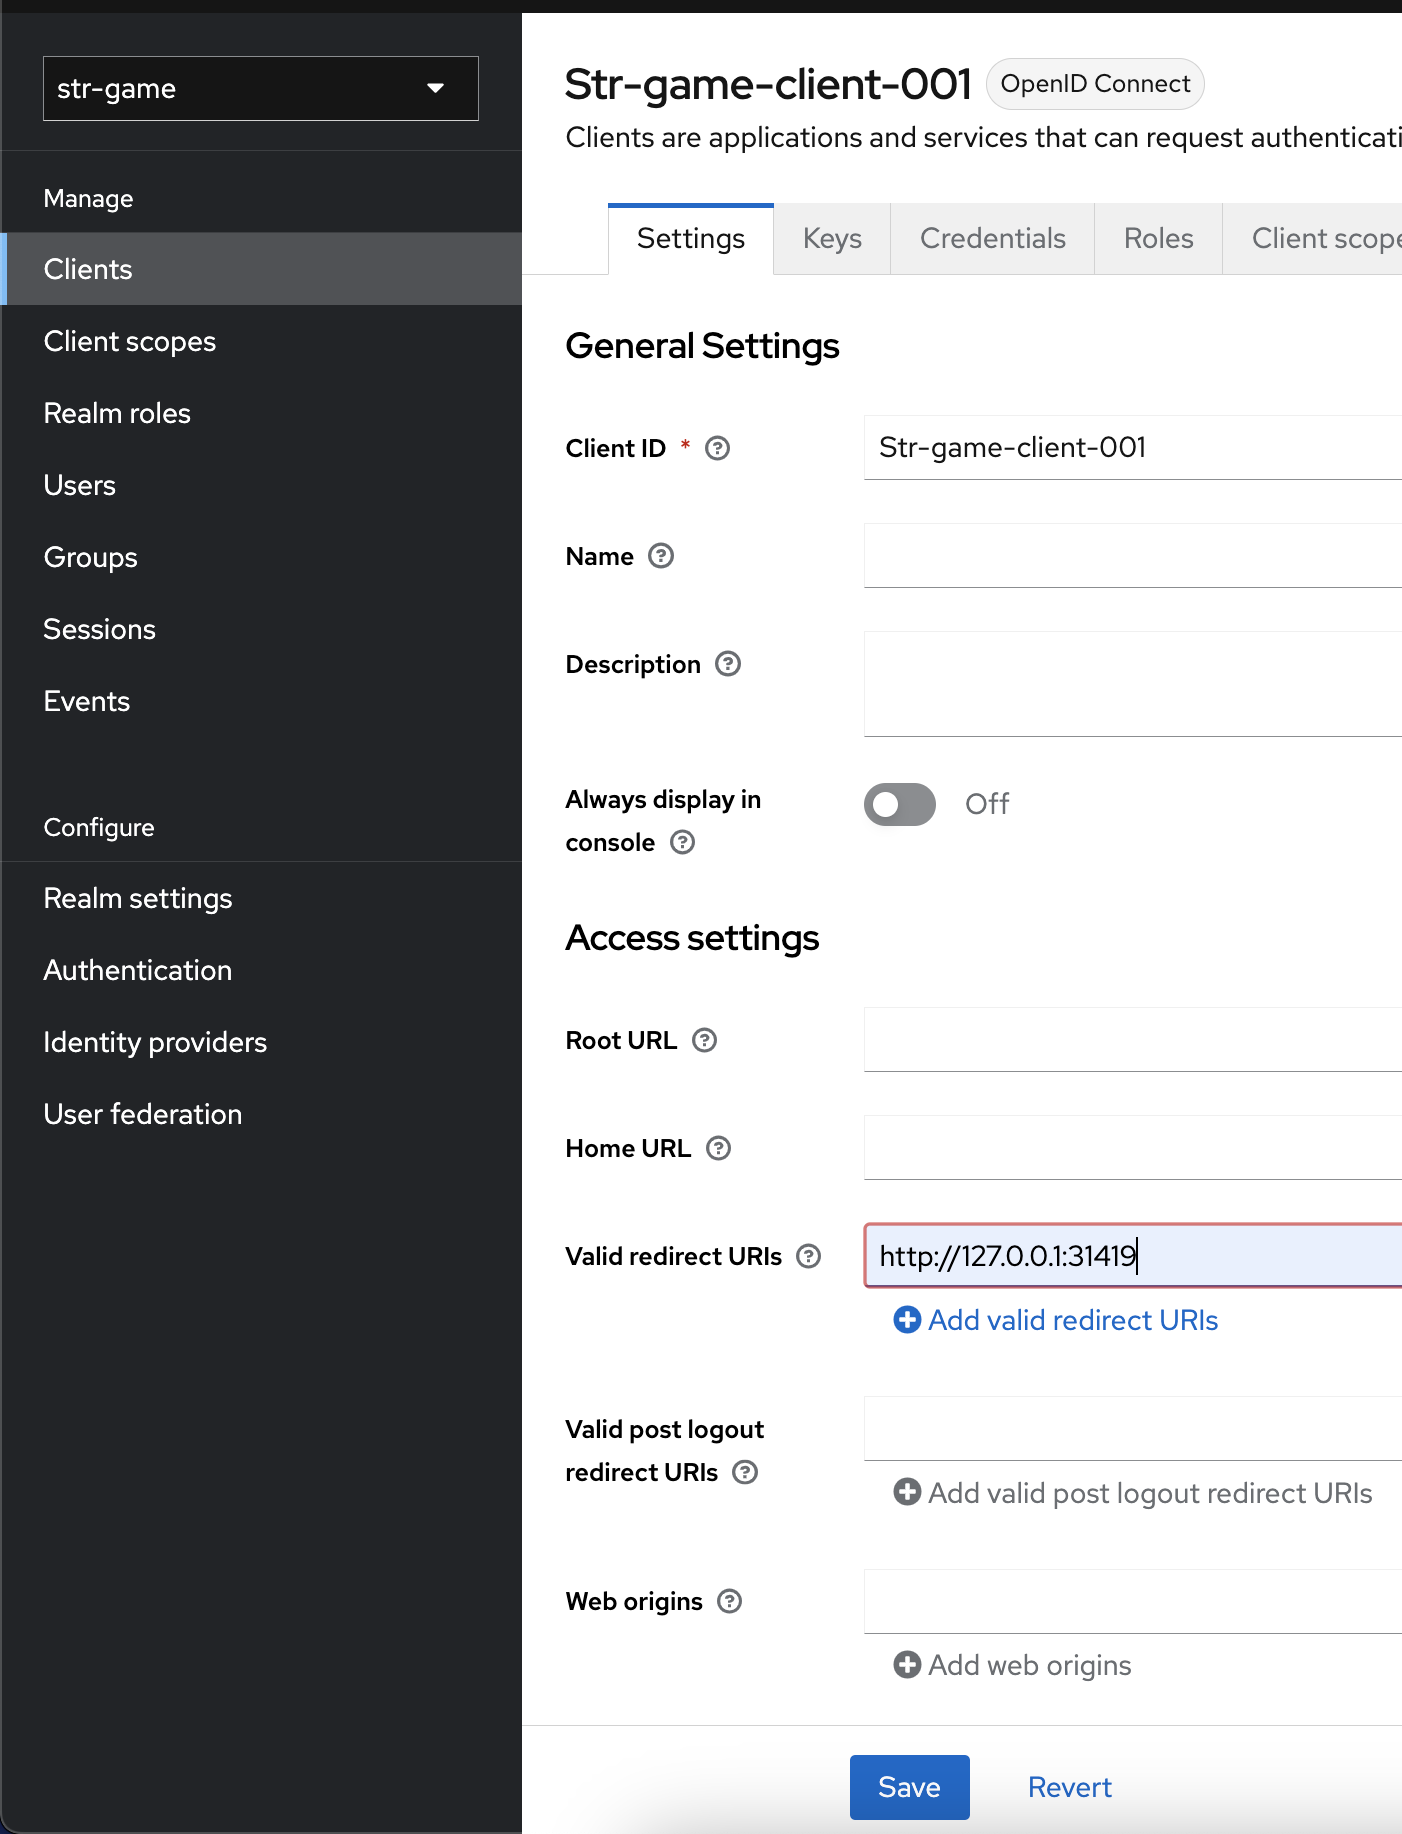 str-game
Manage
Clients
Client scopes
Realm roles
Users
Groups
Sessions
Events
Configure
Realm settings
Authentication
Identity providers
User federation
Str-game-client-001 OpenID Connect
Clients are applications and services that can request authenticati
Settings Keys Credentials Roles Client scope
General Settings
Client ID * Str-game-client-001
Name
Description
Always display in
console
Off
Access settings
Root URL
Home URL
Valid redirect URIs http://127.0.0.1:31419
Add valid redirect URIs
Valid post logout
redirect URIs
Add valid post logout redirect URIs
Web origins
Add web origins
Save Revert